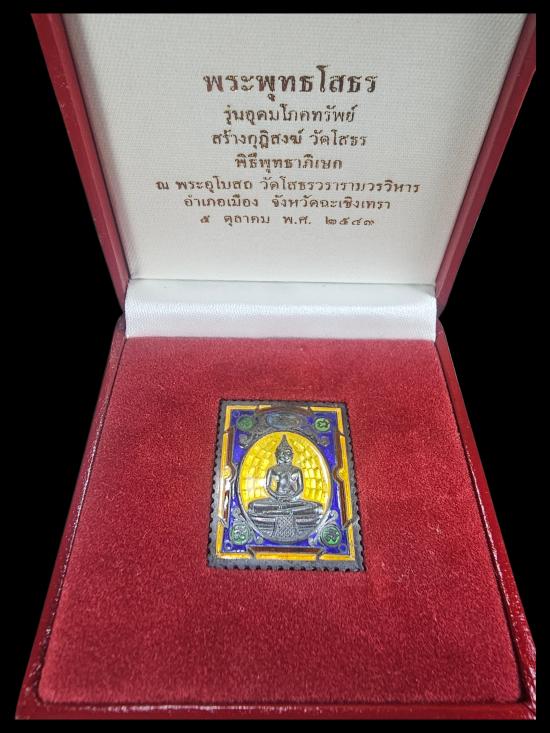 พระพุทธโสธร
รุ่นอุดมโภคทรัพย์
สร้างกุฏิสงฆ์ วัดโสธร
พิธีพุทธาภิเษก
ณ พระอุโบสถ วัดโสธรวรารามวรวิหาร
อำเภอเมือง จังหวัดฉะเชิงเทรา
๕ ตุลาคม พ.ศ. ๒๕๔๓